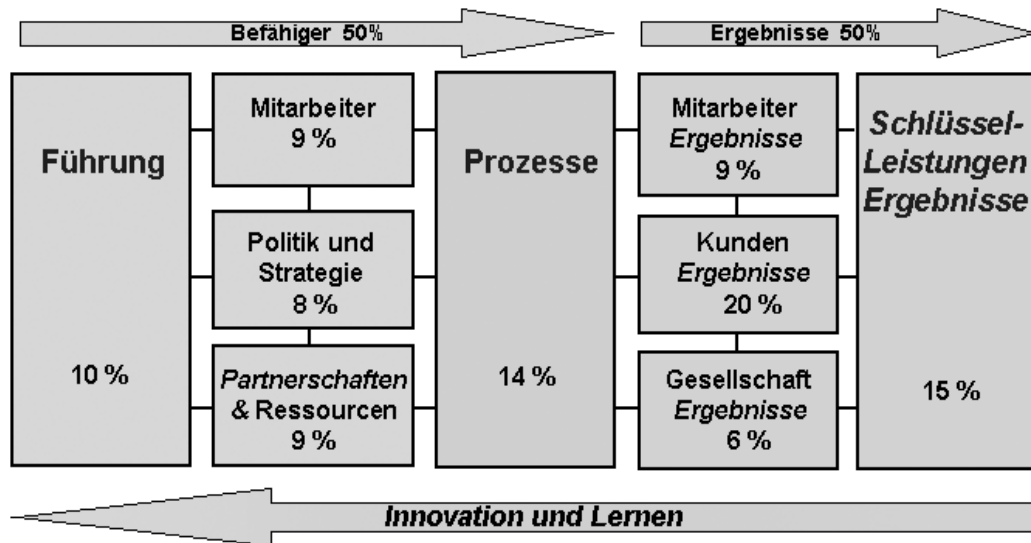 Befähiger 50%
Ergebnisse 50%
Führung
10 %
Mitarbeiter
9 %
Politik und
Strategie
8 %
Partnerschaften
& Ressourcen
9 %
Prozesse
14 %
Mitarbeiter
Ergebnisse
9 %
Kunden
Ergebnisse
20 %
Gesellschaft
Ergebnisse
6 %
Schlüssel-
Leistungen
Ergebnisse
15 %
Innovation und Lernen